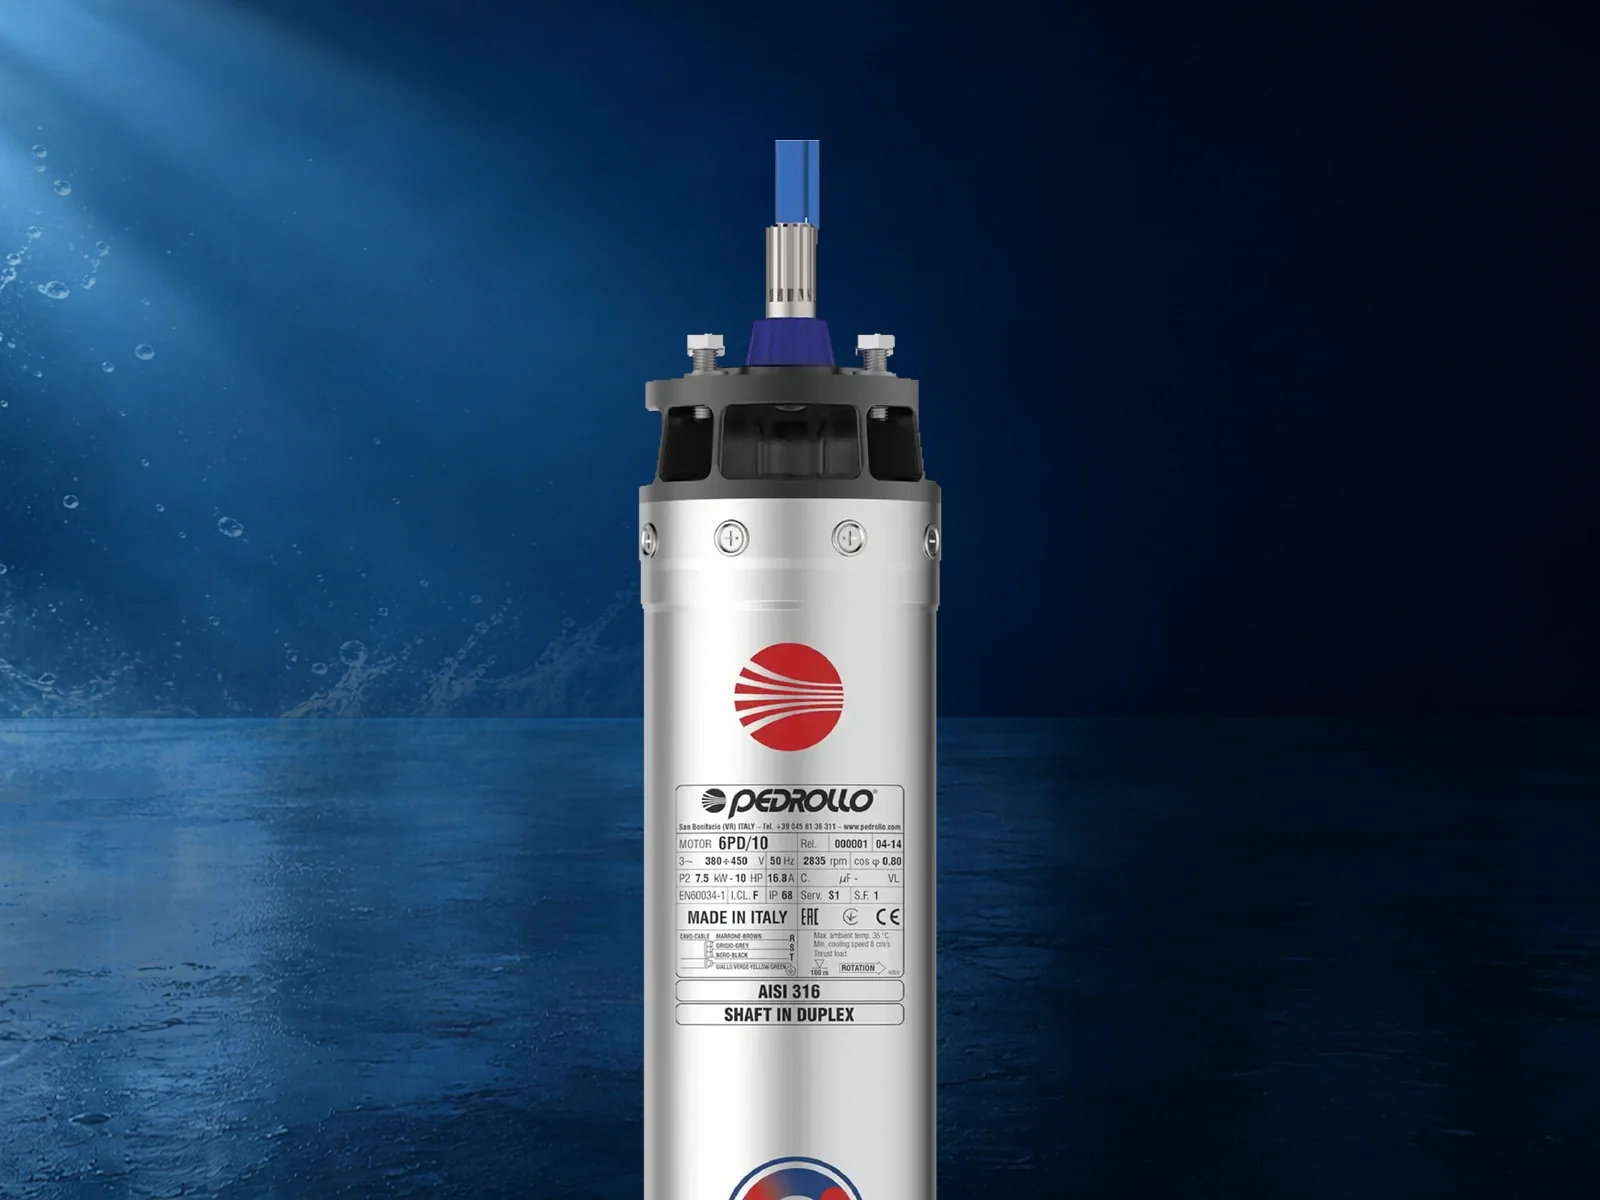 PEDROLLO®
San Bonifacio (VR) ITALY - Tel. +39 045 61 36 311 - www.pedrollo.com
MOTOR 6PD/10 Rel. 000001 04-14
3~ 380÷450 V 50 Hz 2835 rpm cos φ 0.80
P2 7.5 kW - 10 HP 16.8 A C. µF - VL
EN60034-1 I.CL. F IP 68 Serv. S1 S.F. 1
MADE IN ITALY EAC CE
CAVO-CABLE MARRONE-BROWN R
GRIGIO-GREY S
NERO-BLACK T
GIALLO/VERDE-YELLOW/GREEN
Max. ambient temp. 35 °C
Min. cooling speed 8 cm/s
Thrust load
100 m ROTATION
AISI 316
SHAFT IN DUPLEX